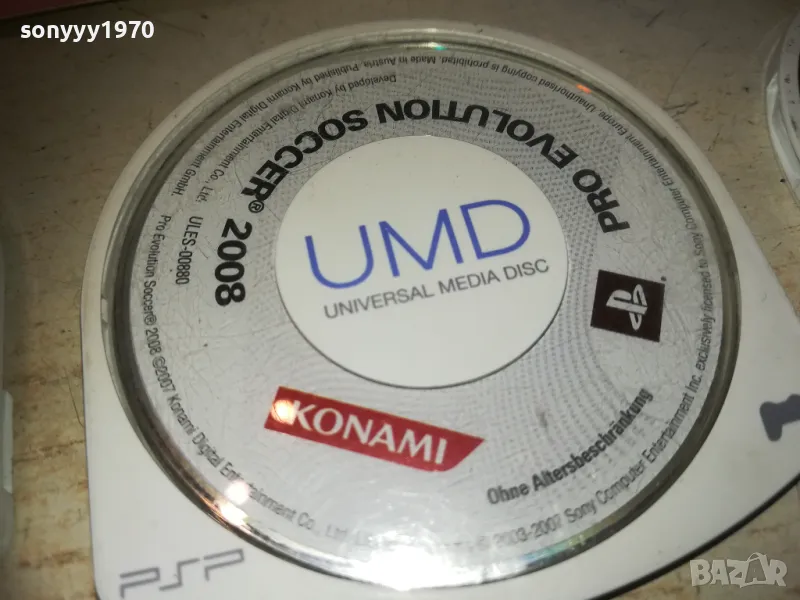 sonyyy1970
PRO EVOLUTION SOCCER® 2008
UMD
UNIVERSAL MEDIA DISC
KONAMI
Ohne Altersbeschränkung
ULES-00880
Developed by Konami Digital Entertainment Co., Ltd.
Unauthorised copying is prohibited. Made in Austria. Published by Konami Digital Entertainment GmbH.
Pro Evolution Soccer® 2008 ©2007 Konami Digital Entertainment Co., Ltd.
2003-2007 Sony Computer Entertainment Inc. exclusively licensed to Sony Computer Entertainment Europe.
PSP
BAZAR